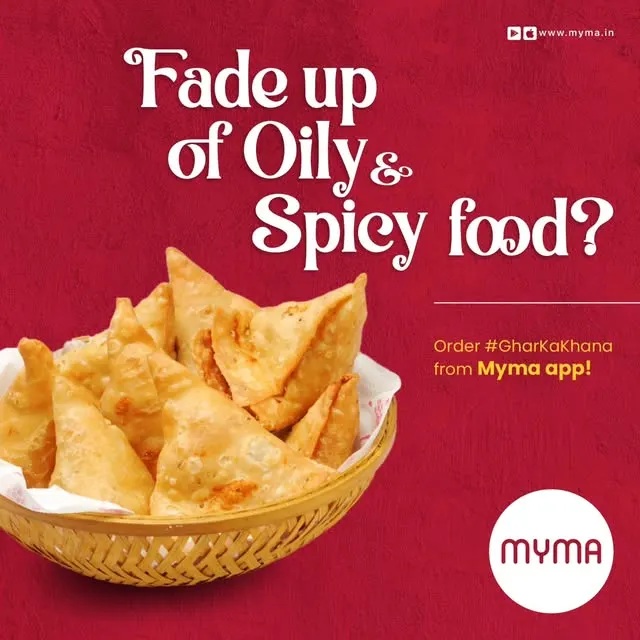 www.myma.in
Fade up
of Oily &
Spicy food?
Order #GharKaKhana
from Myma app!
MYMA